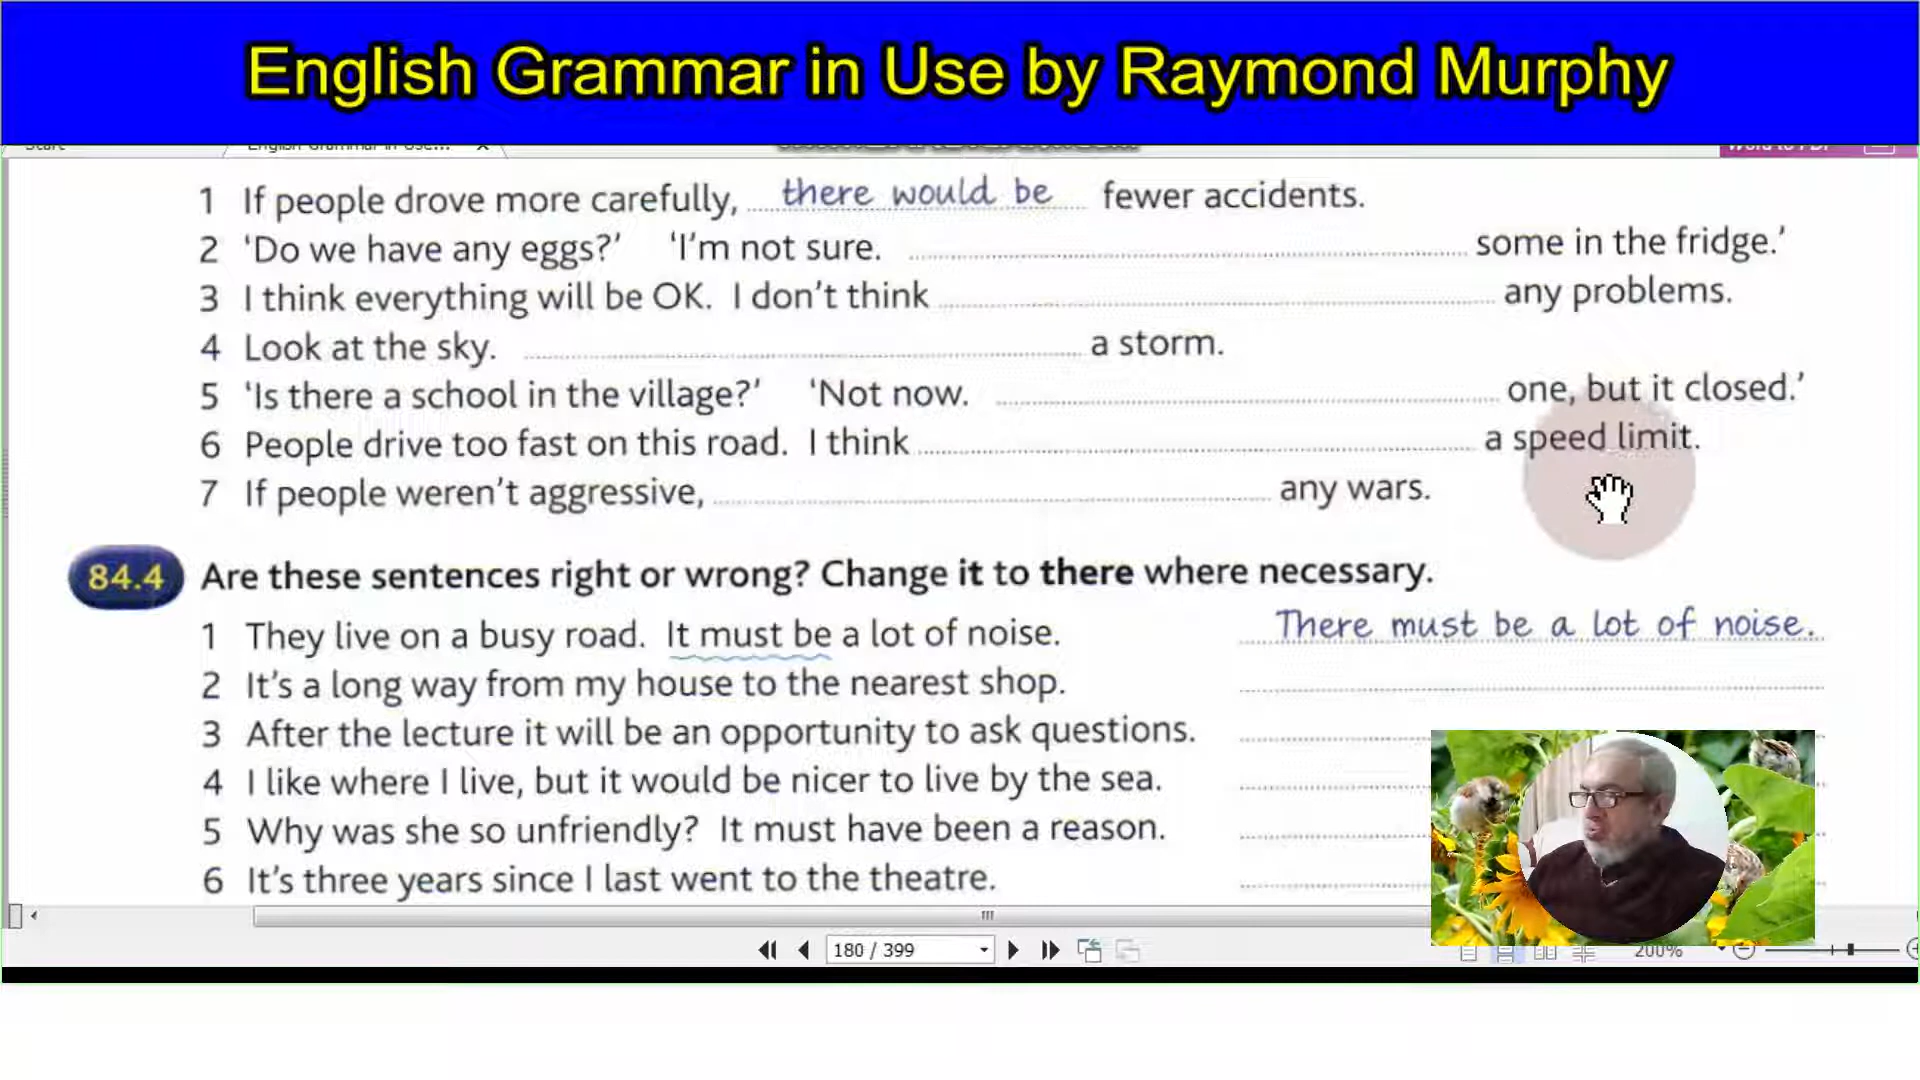 English Grammar in Use by Raymond Murphy
Start English Grammar in Use... Word to PDF
1 If people drove more carefully, there would be fewer accidents.
2 ‘Do we have any eggs?’ ‘I’m not sure. some in the fridge.’
3 I think everything will be OK. I don’t think any problems.
4 Look at the sky. a storm.
5 ‘Is there a school in the village?’ ‘Not now. one, but it closed.’
6 People drive too fast on this road. I think a speed limit.
7 If people weren’t aggressive, any wars.
84.4 Are these sentences right or wrong? Change it to there where necessary.
1 They live on a busy road. It must be a lot of noise. There must be a lot of noise.
2 It’s a long way from my house to the nearest shop.
3 After the lecture it will be an opportunity to ask questions.
4 I like where I live, but it would be nicer to live by the sea.
5 Why was she so unfriendly? It must have been a reason.
6 It’s three years since I last went to the theatre.
180 / 399 200%